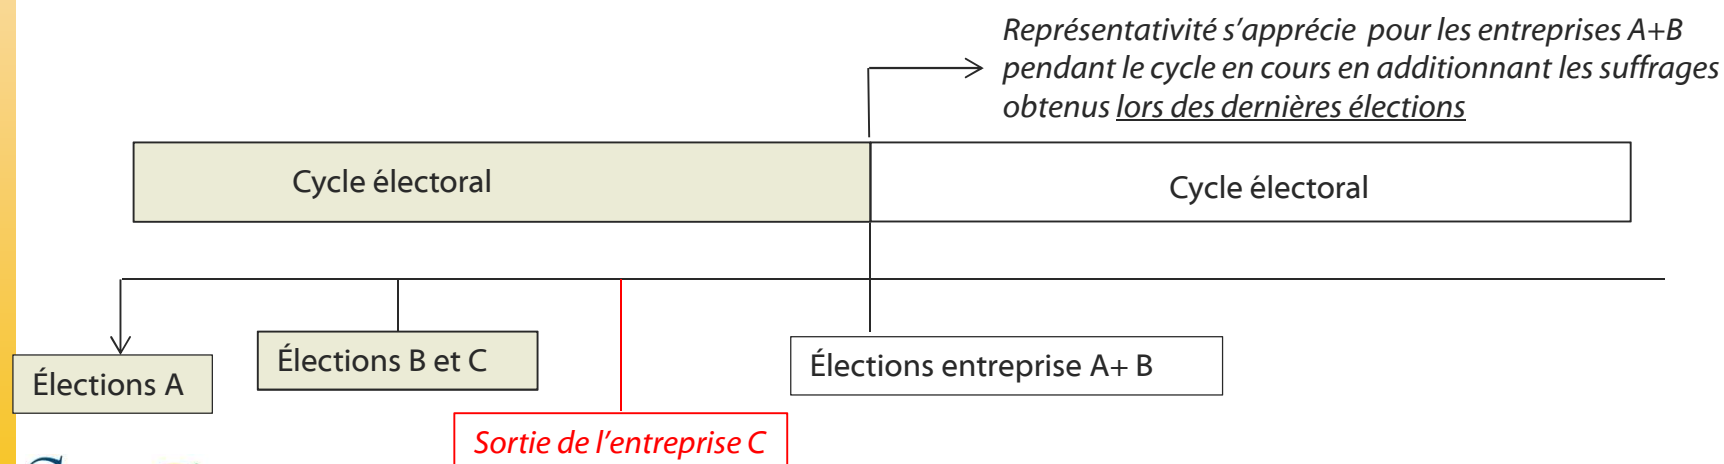 Représentativité s’apprécie pour les entreprises A+B
pendant le cycle en cours en additionnant les suffrages
obtenus lors des dernières élections
Cycle électoral
Cycle électoral
Élections A
Élections B et C
Élections entreprise A+ B
Sortie de l’entreprise C